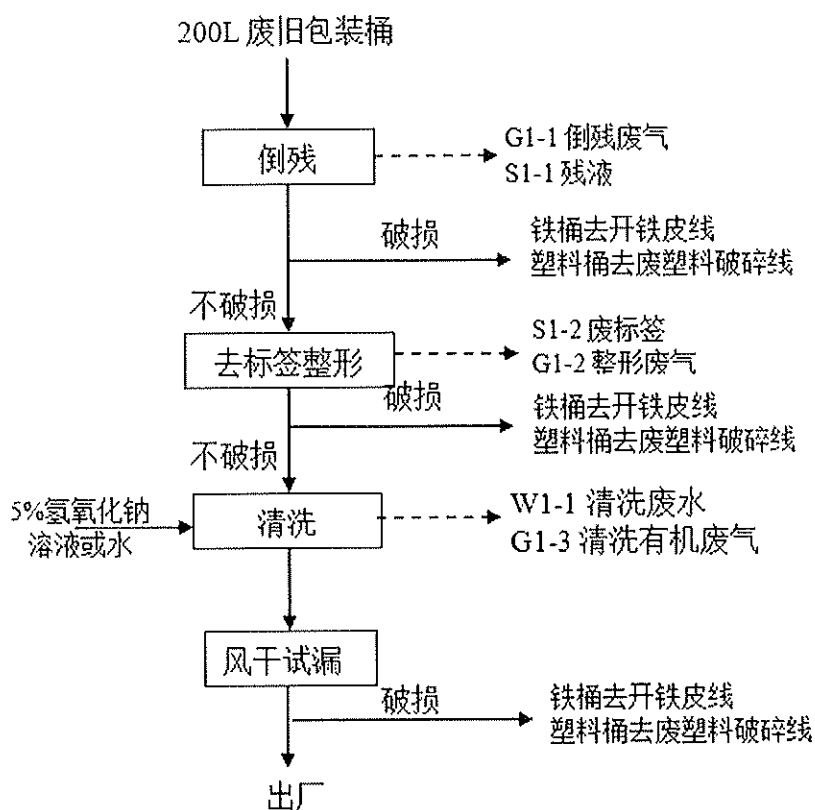 200L 废旧包装桶
倒残
G1-1 倒残废气
S1-1 残液
破损
铁桶去开铁皮线
塑料桶去废塑料破碎线
不破损
去标签整形
S1-2 废标签
G1-2 整形废气
破损
铁桶去开铁皮线
塑料桶去废塑料破碎线
不破损
5%氢氧化钠
溶液或水
清洗
W1-1 清洗废水
G1-3 清洗有机废气
风干试漏
破损
铁桶去开铁皮线
塑料桶去废塑料破碎线
出厂